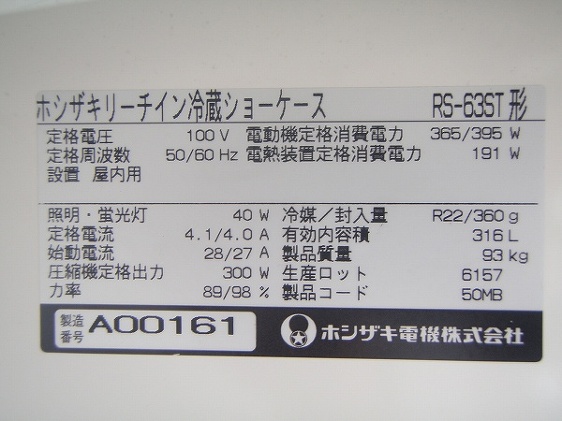 ホシザキリーチイン冷蔵ショーケース RS-63ST 形
定格電圧 100 V 電動機定格消費電力 365/395 W
定格周波数 50/60 Hz 電熱装置定格消費電力 191 W
設置 屋内用
照明・蛍光灯 40 W 冷媒／封入量 R22/360 g
定格電流 4.1/4.0 A 有効内容積 316 L
始動電流 28/27 A 製品質量 93 kg
圧縮機定格出力 300 W 生産ロット 6157
力率 89/98 % 製品コード 50MB
製造番号 A00161 ホシザキ電機株式会社